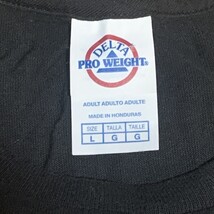 DELTA
PRO WEIGHT®
ADULT ADULTO ADULTE
MADE IN HONDURAS
SIZE TALLA TAILLE
L G G